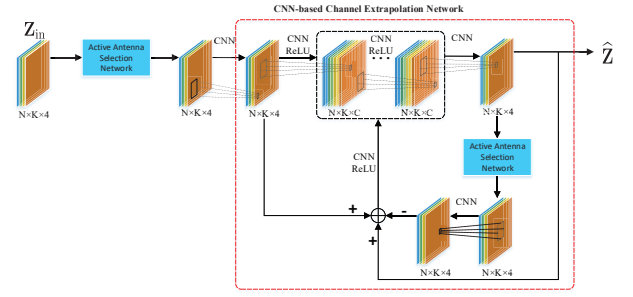 CNN-based Channel Extrapolation Network
Z_in
Active Antenna
Selection
Network
CNN
CNN
ReLU
CNN
ReLU
...
CNN
Ẑ
N×K×4
N×K×4
N×K×4
N×K×C
N×K×C
N×K×4
CNN
ReLU
Active Antenna
Selection
Network
+
-
+
CNN
N×K×4
N×K×4